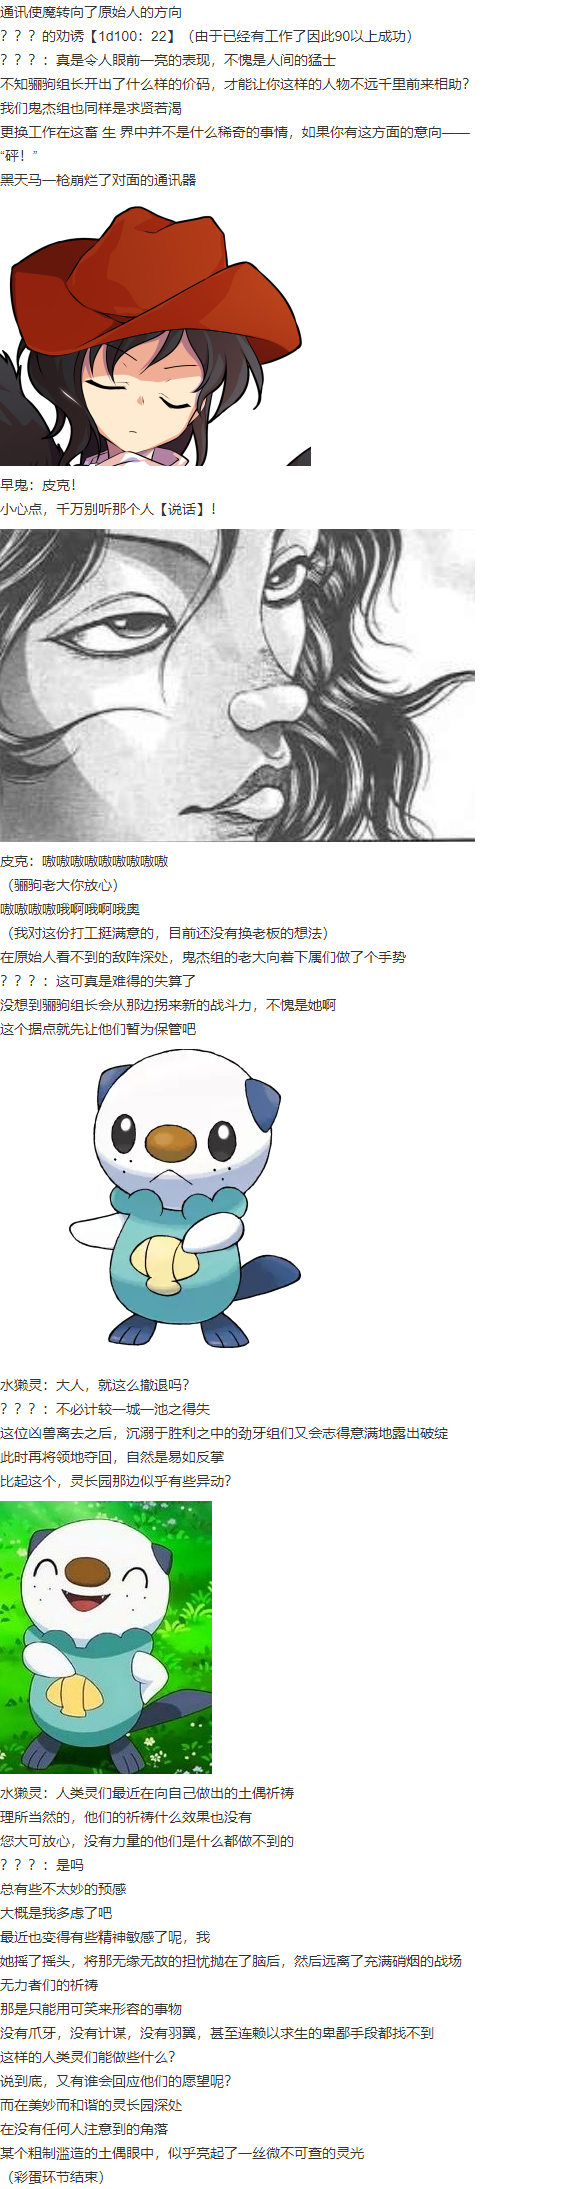 通讯使魔转向了原始人的方向
？？？的劝诱【1d100：22】（由于已经有工作了因此90以上成功）
？？？：真是令人眼前一亮的表现，不愧是人间的猛士
不知骊驹组长开出了什么样的价码，才能让你这样的人物不远千里前来相助？
我们鬼杰组也同样是求贤若渴
更换工作在这畜 生 界中并不是什么稀奇的事情，如果你有这方面的意向——
“砰！”
黑天马一枪崩烂了对面的通讯器
早鬼：皮克！
小心点，千万别听那个人【说话】！
皮克：嗷嗷嗷嗷嗷嗷嗷嗷嗷
（骊驹老大你放心）
嗷嗷嗷嗷哦啊哦啊哦奥
（我对这份打工挺满意的，目前还没有换老板的想法）
在原始人看不到的敌阵深处，鬼杰组的老大向着下属们做了个手势
？？？：这可真是难得的失算了
没想到骊驹组长会从那边拐来新的战斗力，不愧是她啊
这个据点就先让他们暂为保管吧
水獭灵：大人，就这么撤退吗？
？？？：不必计较一城一池之得失
这位凶兽离去之后，沉溺于胜利之中的劲牙组们又会志得意满地露出破绽
此时再将领地夺回，自然是易如反掌
比起这个，灵长园那边似乎有些异动？
水獭灵：人类灵们最近在向自己做出的土偶祈祷
理所当然的，他们的祈祷什么效果也没有
您大可放心，没有力量的他们是什么都做不到的
？？？：是吗
总有些不太妙的预感
大概是我多虑了吧
最近也变得有些精神敏感了呢，我
她摇了摇头，将那无缘无故的担忧抛在了脑后，然后远离了充满硝烟的战场
无力者们的祈祷
那是只能用可笑来形容的事物
没有爪牙，没有计谋，没有羽翼，甚至连赖以求生的卑鄙手段都找不到
这样的人类灵们能做些什么？
说到底，又有谁会回应他们的愿望呢？
而在美妙而和谐的灵长园深处
在没有任何人注意到的角落
某个粗制滥造的土偶眼中，似乎亮起了一丝微不可查的灵光
（彩蛋环节结束）